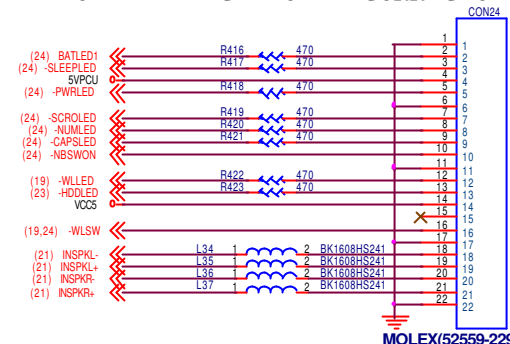 CON24
1 1
(24) BATLED1 R416 470 2 2
(24) -SLEEPLED R417 470 3 3
5VPCU 4 4
(24) -PWRLED R418 470 5 5
6 6
(24) -SCROLED R419 470 7 7
(24) -NUMLED R420 470 8 8
(24) -CAPSLED R421 470 9 9
(24) -NBSWON 10 10
11 11
(19) -WLLED R422 470 12 12
(23) -HDDLED R423 470 13 13
VCC5 14 14
15 15
(19,24) -WLSW 16 16
17 17
(21) INSPKL- L34 1 2 BK1608HS241 18 18
(21) INSPKL+ L35 1 2 BK1608HS241 19 19
(21) INSPKR- L36 1 2 BK1608HS241 20 20
(21) INSPKR+ L37 1 2 BK1608HS241 21 21
22 22
MOLEX(52559-229